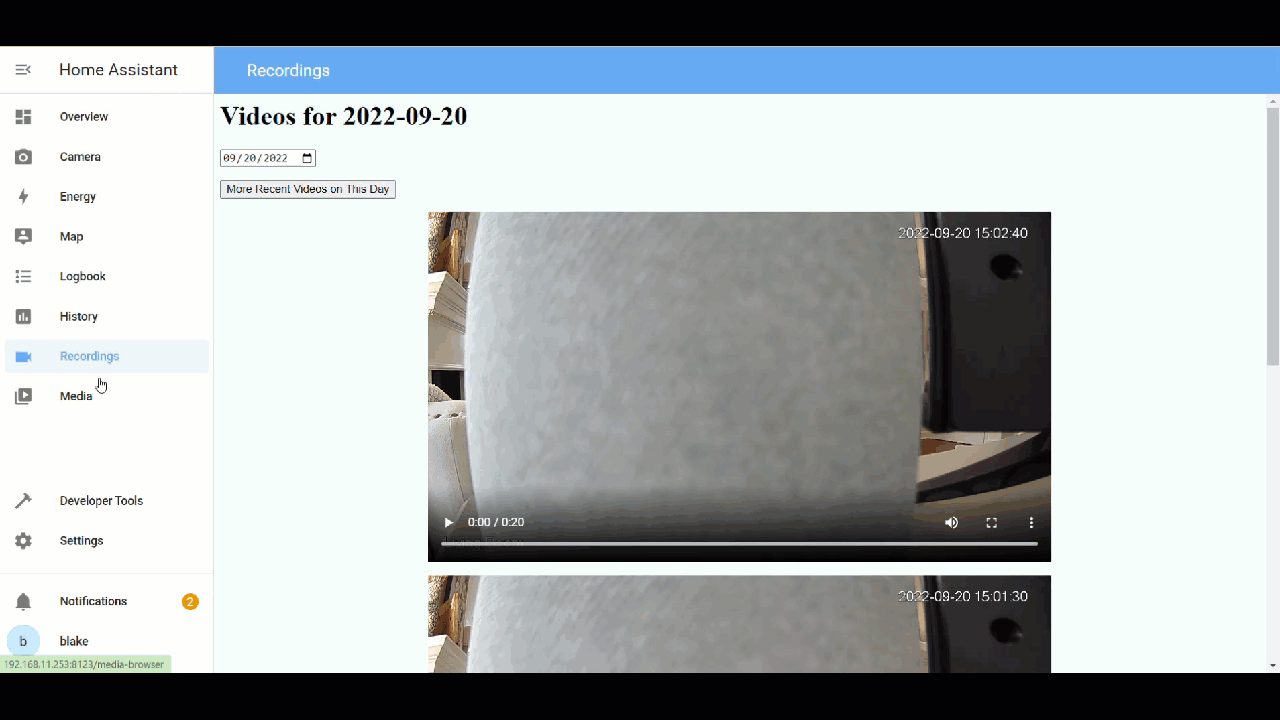 Home Assistant
Recordings
Overview
Camera
Energy
Map
Logbook
History
Recordings
Media
Developer Tools
Settings
Notifications 2
b blake
192.168.11.253:8123/media-browser
Videos for 2022-09-20
09/20/2022
More Recent Videos on This Day
2022-09-20 15:02:40
0:00 / 0:20
2022-09-20 15:01:30